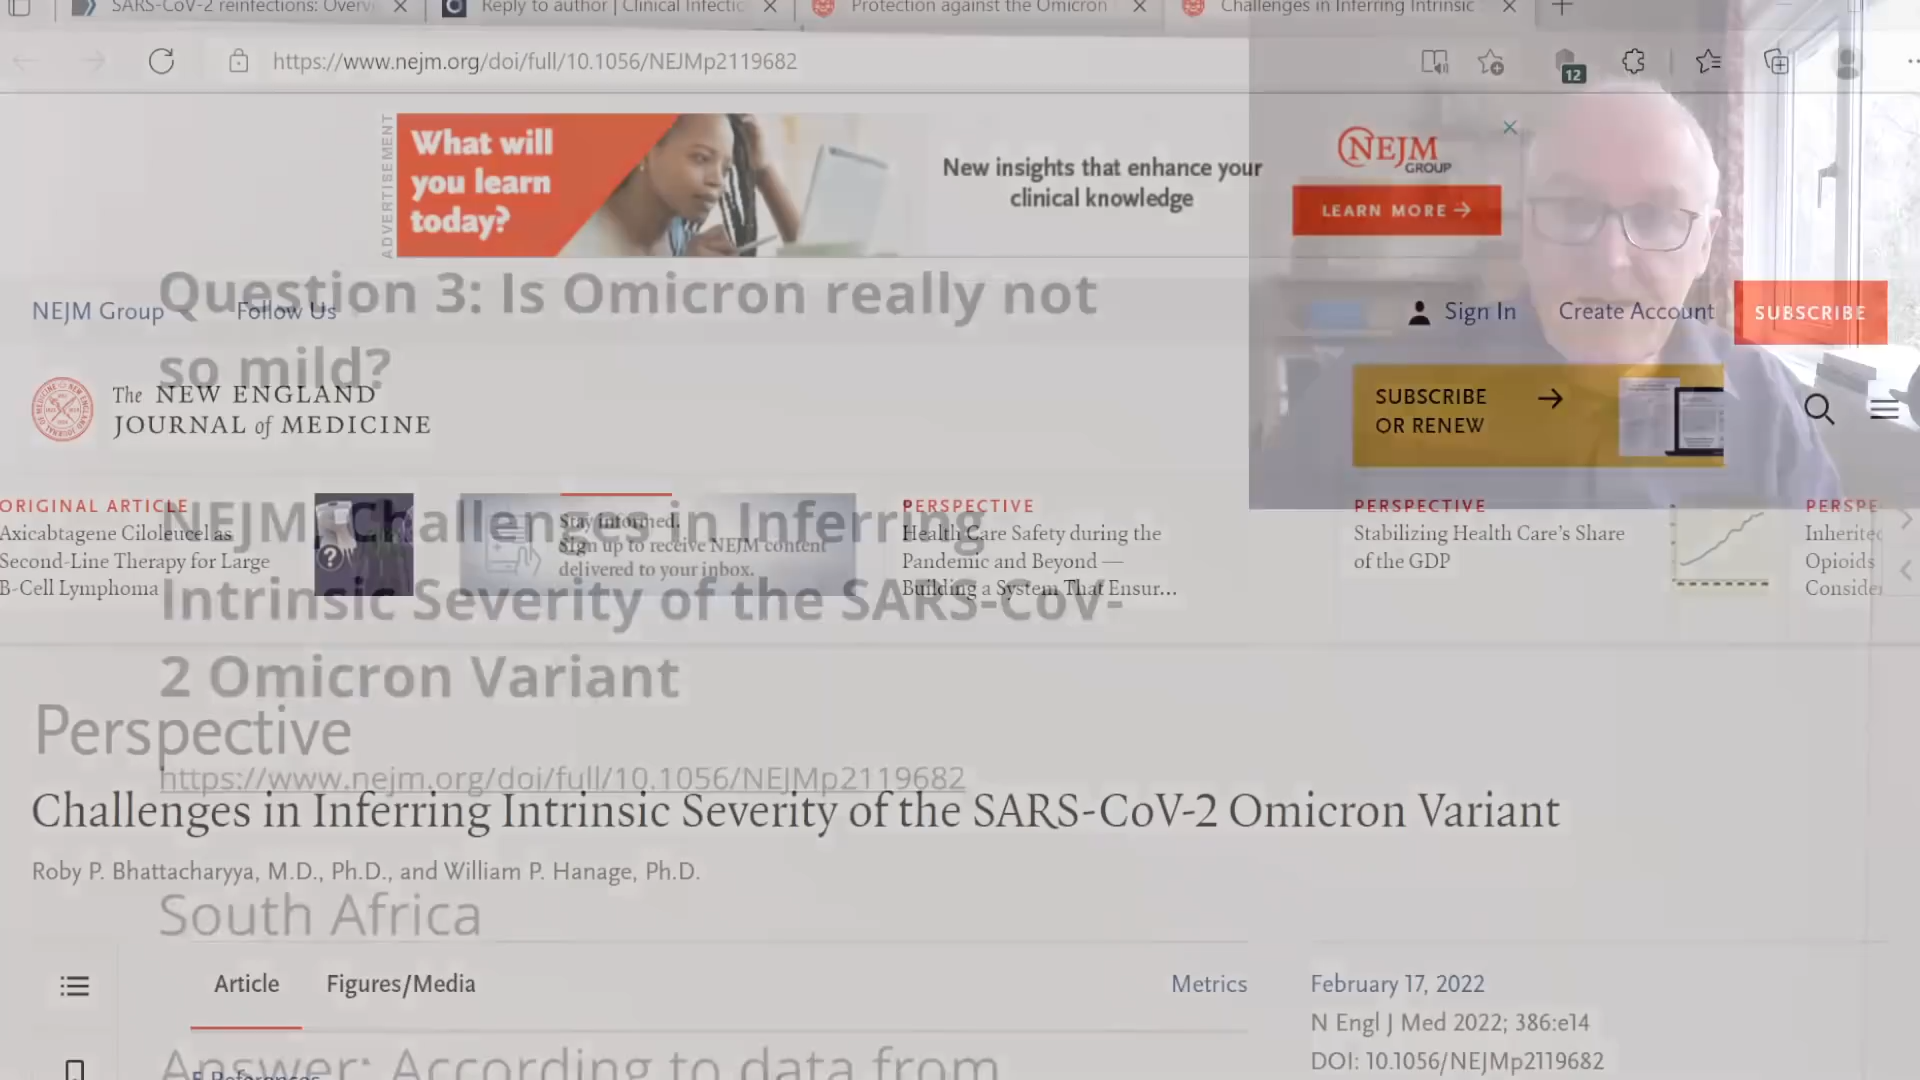 SARS-CoV-2 reinfections: Overvi
Reply to author | Clinical Infectio
Protection against the Omicron
Challenges in Inferring Intrinsic
https://www.nejm.org/doi/full/10.1056/NEJMp2119682
12
ADVERTISEMENT
What will
you learn
today?
New insights that enhance your
clinical knowledge
NEJM
GROUP
LEARN MORE →
Question 3: Is Omicron really not
so mild?
NEJM Group
Follow Us
Sign In
Create Account
SUBSCRIBE
The NEW ENGLAND
JOURNAL of MEDICINE
SUBSCRIBE
OR RENEW
ORIGINAL ARTICLE
Axicabtagene Ciloleucel as
Second-Line Therapy for Large
B-Cell Lymphoma
Stay informed.
Sign up to receive NEJM content
delivered to your inbox.
PERSPECTIVE
Health Care Safety during the
Pandemic and Beyond —
Building a System That Ensur...
PERSPECTIVE
Stabilizing Health Care's Share
of the GDP
PERSPE
Inherited
Opioids
Consider
NEJM: Challenges in Inferring
Intrinsic Severity of the SARS-CoV-
2 Omicron Variant
https://www.nejm.org/doi/full/10.1056/NEJMp2119682
Perspective
Challenges in Inferring Intrinsic Severity of the SARS-CoV-2 Omicron Variant
Roby P. Bhattacharyya, M.D., Ph.D., and William P. Hanage, Ph.D.
South Africa
Article
Figures/Media
Metrics
February 17, 2022
N Engl J Med 2022; 386:e14
DOI: 10.1056/NEJMp2119682
Answer: According to data from
5 References